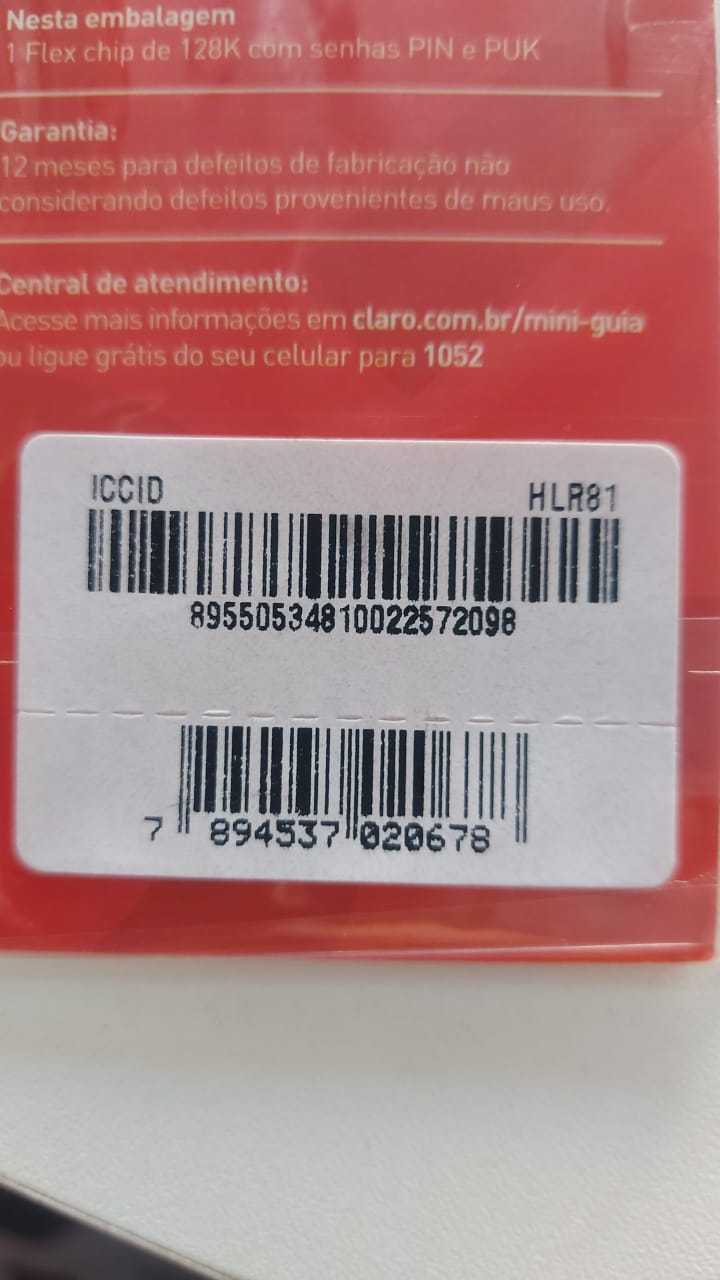 Nesta embalagem
1 Flex chip de 128K com senhas PIN e PUK
Garantia:
12 meses para defeitos de fabricação não
considerando defeitos provenientes de maus uso.
Central de atendimento:
Acesse mais informações em claro.com.br/mini-guia
ou ligue grátis do seu celular para 1052
ICCID HLR81
89550534810022572098
7 894537 020678